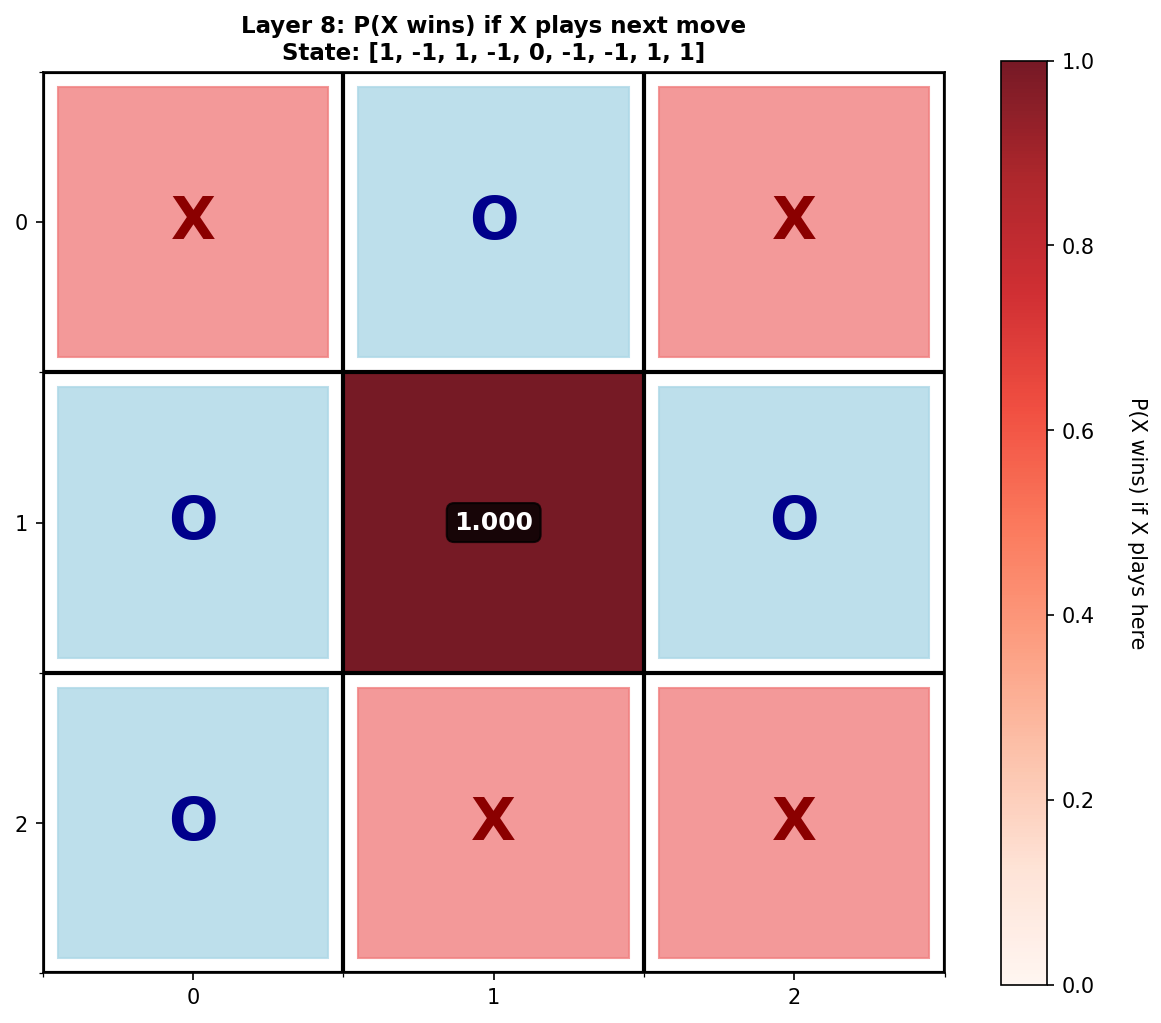 Layer 8: P(X wins) if X plays next move
State: [1, -1, 1, -1, 0, -1, -1, 1, 1]
X O X
O 1.000 O
O X X
0
1
2
0 1 2
1.0
0.8
0.6
0.4
0.2
0.0
P(X wins) if X plays here